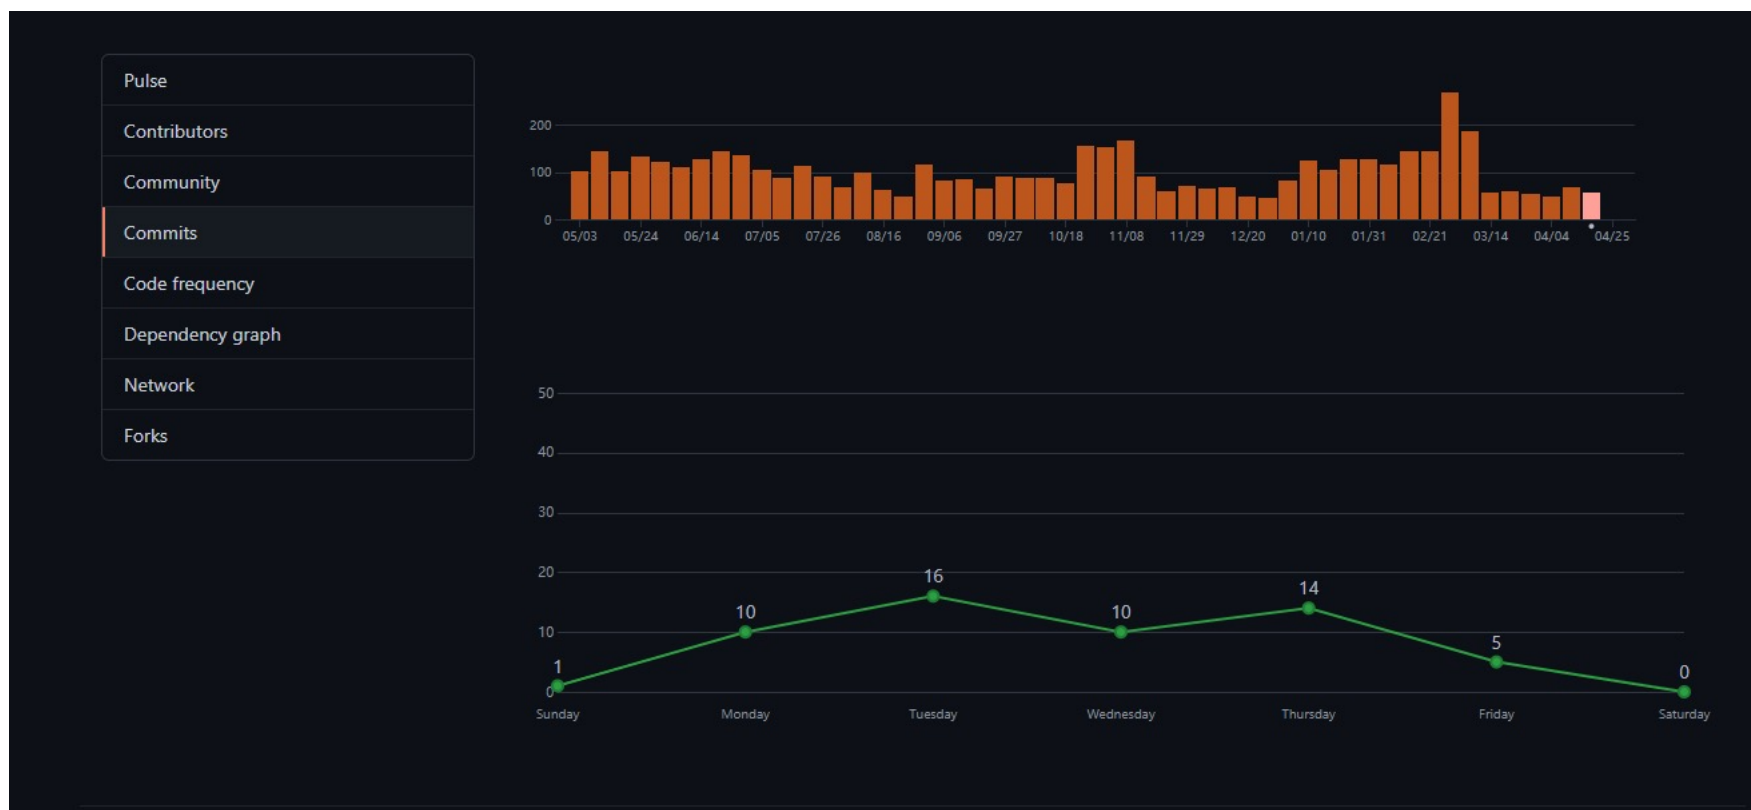 Pulse
Contributors
Community
Commits
Code frequency
Dependency graph
Network
Forks
200
100
0
05/03 05/24 06/14 07/05 07/26 08/16 09/06 09/27 10/18 11/08 11/29 12/20 01/10 01/31 02/21 03/14 04/04 04/25
50
40
30
20
10
0
1 10 16 10 14 5 0
Sunday Monday Tuesday Wednesday Thursday Friday Saturday